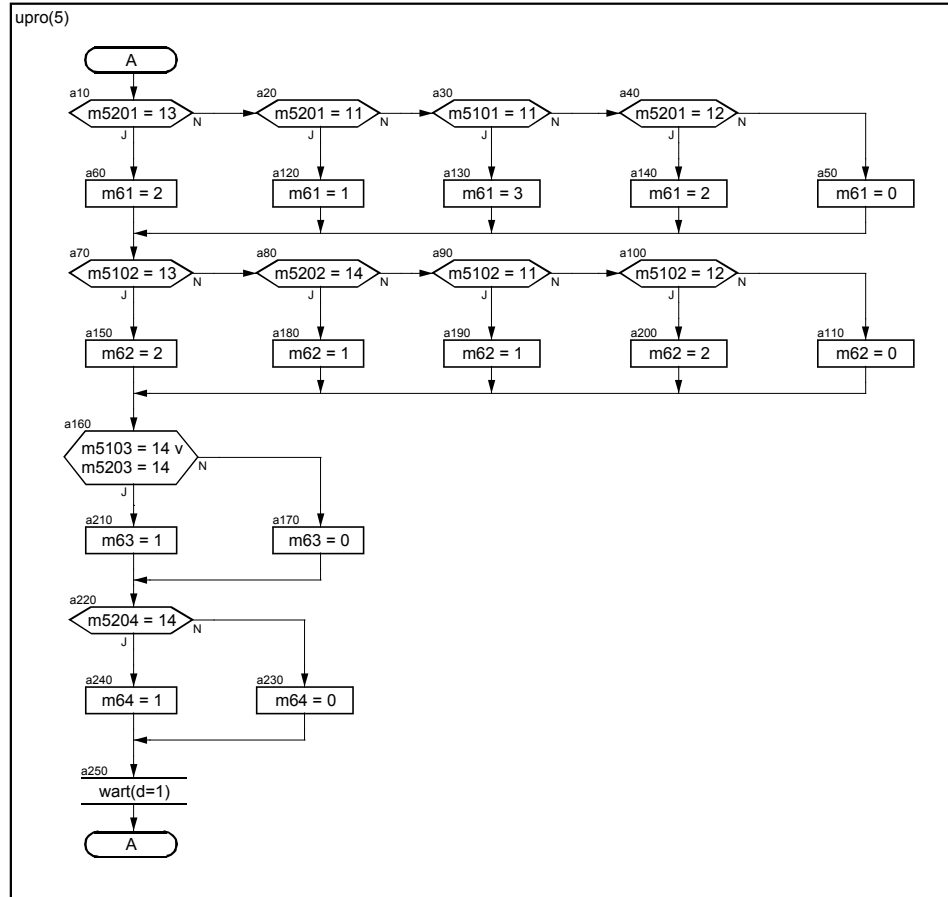 upro(5)
A
a10
m5201 = 13
J
N
a20
m5201 = 11
J
N
a30
m5101 = 11
J
N
a40
m5201 = 12
J
N
a60
m61 = 2
a120
m61 = 1
a130
m61 = 3
a140
m61 = 2
a50
m61 = 0
a70
m5102 = 13
J
N
a80
m5202 = 14
J
N
a90
m5102 = 11
J
N
a100
m5102 = 12
J
N
a150
m62 = 2
a180
m62 = 1
a190
m62 = 1
a200
m62 = 2
a110
m62 = 0
a160
m5103 = 14 v
m5203 = 14
J
N
a210
m63 = 1
a170
m63 = 0
a220
m5204 = 14
J
N
a240
m64 = 1
a230
m64 = 0
a250
wart(d=1)
A